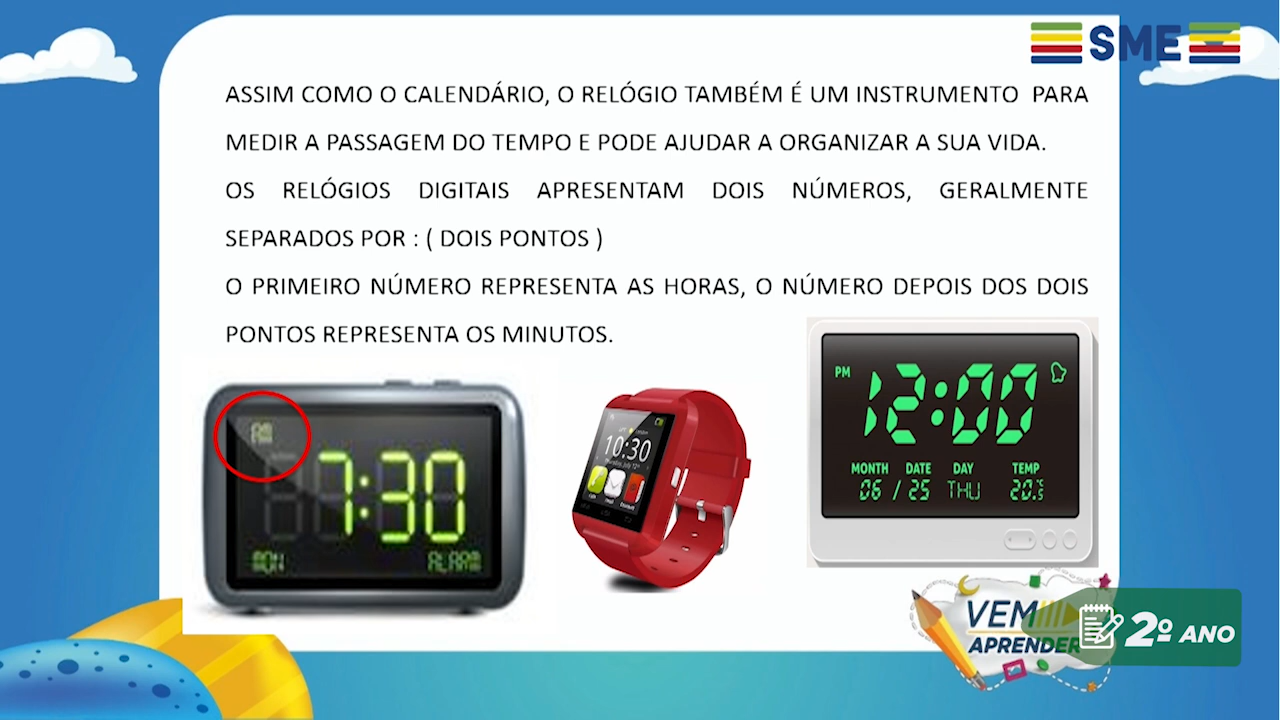 SME
ASSIM COMO O CALENDÁRIO, O RELÓGIO TAMBÉM É UM INSTRUMENTO PARA
MEDIR A PASSAGEM DO TEMPO E PODE AJUDAR A ORGANIZAR A SUA VIDA.
OS RELÓGIOS DIGITAIS APRESENTAM DOIS NÚMEROS, GERALMENTE
SEPARADOS POR : ( DOIS PONTOS )
O PRIMEIRO NÚMERO REPRESENTA AS HORAS, O NÚMERO DEPOIS DOS DOIS
PONTOS REPRESENTA OS MINUTOS.
AM
7:30
MON ALARM
10:30
PM
12:00
MONTH DATE DAY TEMP
06 / 25 THU 20.5°C
VEM
APRENDER
2º ANO